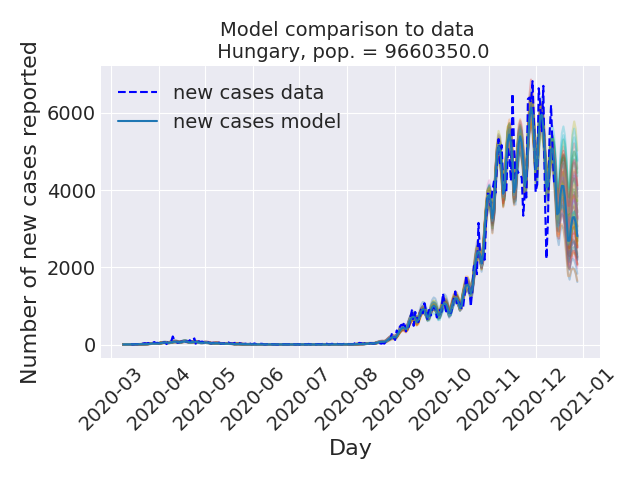 Model comparison to data
Hungary, pop. = 9660350.0
new cases data
new cases model
Number of new cases reported
6000
4000
2000
0
2020-03
2020-04
2020-05
2020-06
2020-07
2020-08
2020-09
2020-10
2020-11
2020-12
2021-01
Day